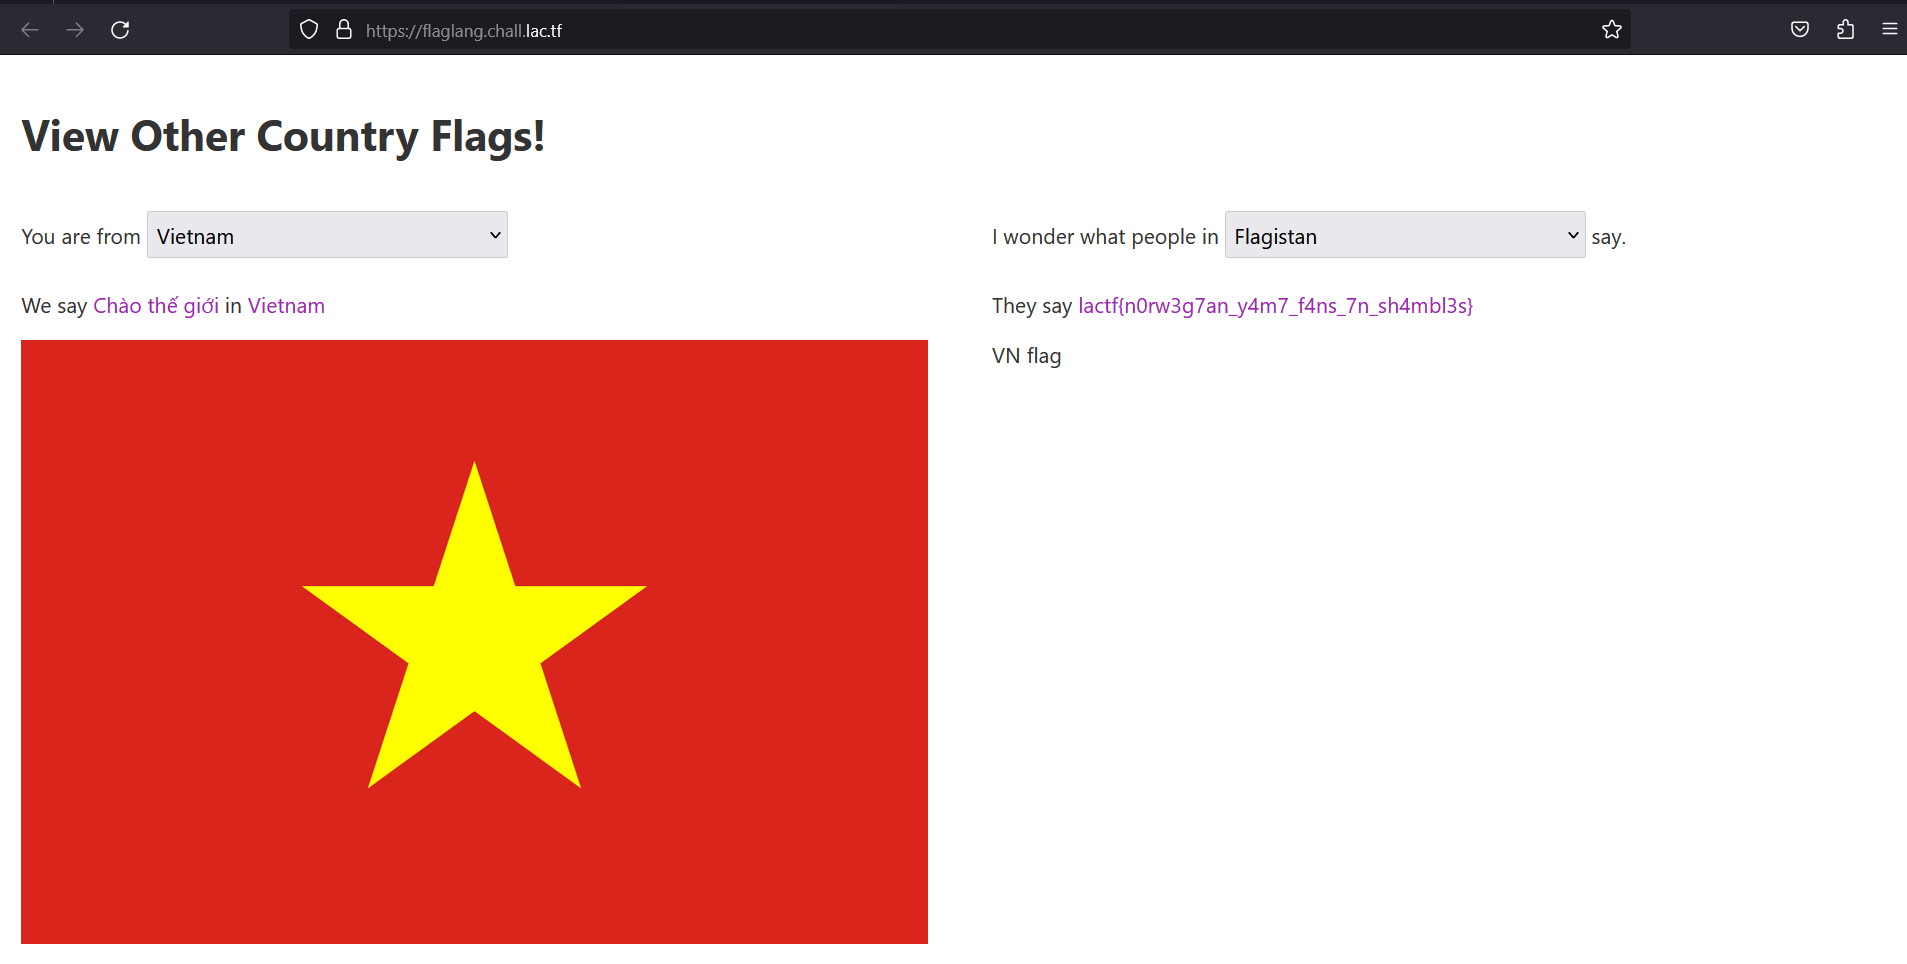 https://flaglang.chall.lac.tf
View Other Country Flags!
You are from Vietnam
I wonder what people in Flagistan say.
We say Chào thế giới in Vietnam
They say lactf{n0rw3g7an_y4m7_f4ns_7n_sh4mbl3s}
VN flag